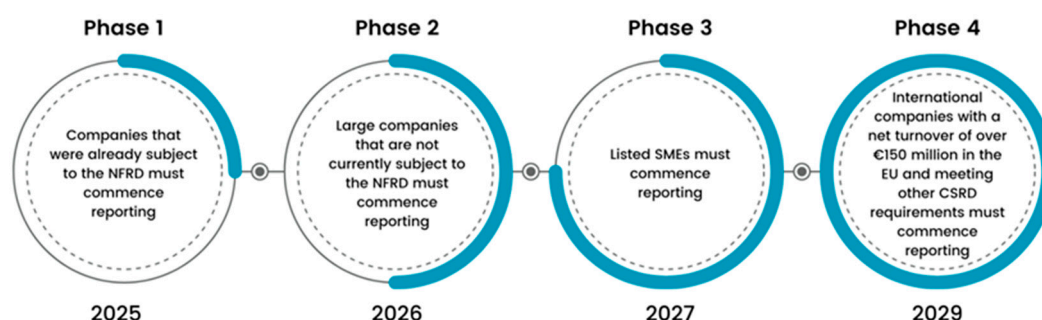 Phase 1
Companies that
were already subject
to the NFRD must
commence
reporting
2025
Phase 2
Large companies
that are not
currently subject to
the NFRD must
commence
reporting
2026
Phase 3
Listed SMEs must
commence
reporting
2027
Phase 4
International
companies with a
net turnover of over
€150 million in the
EU and meeting
other CSRD
requirements must
commence
reporting
2029